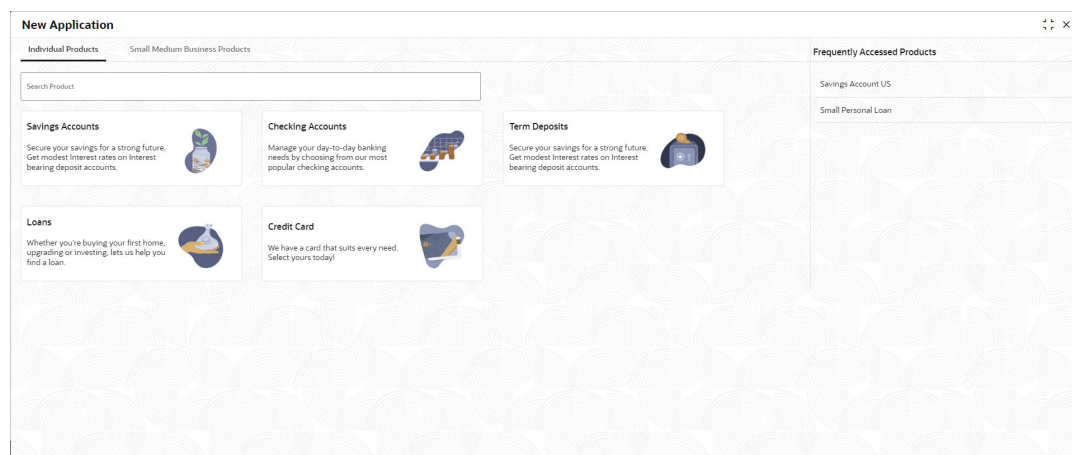 New Application
Individual Products
Small Medium Business Products
Search Product
Savings Accounts
Secure your savings for a strong future.
Get modest Interest rates on Interest
bearing deposit accounts.
Checking Accounts
Manage your day-to-day banking
needs by choosing from our most
popular checking accounts.
Term Deposits
Secure your savings for a strong future.
Get modest Interest rates on Interest
bearing deposit accounts.
Loans
Whether you're buying your first home,
upgrading or investing, lets us help you
find a loan.
Credit Card
We have a card that suits every need.
Select yours today!
Frequently Accessed Products
Savings Account US
Small Personal Loan